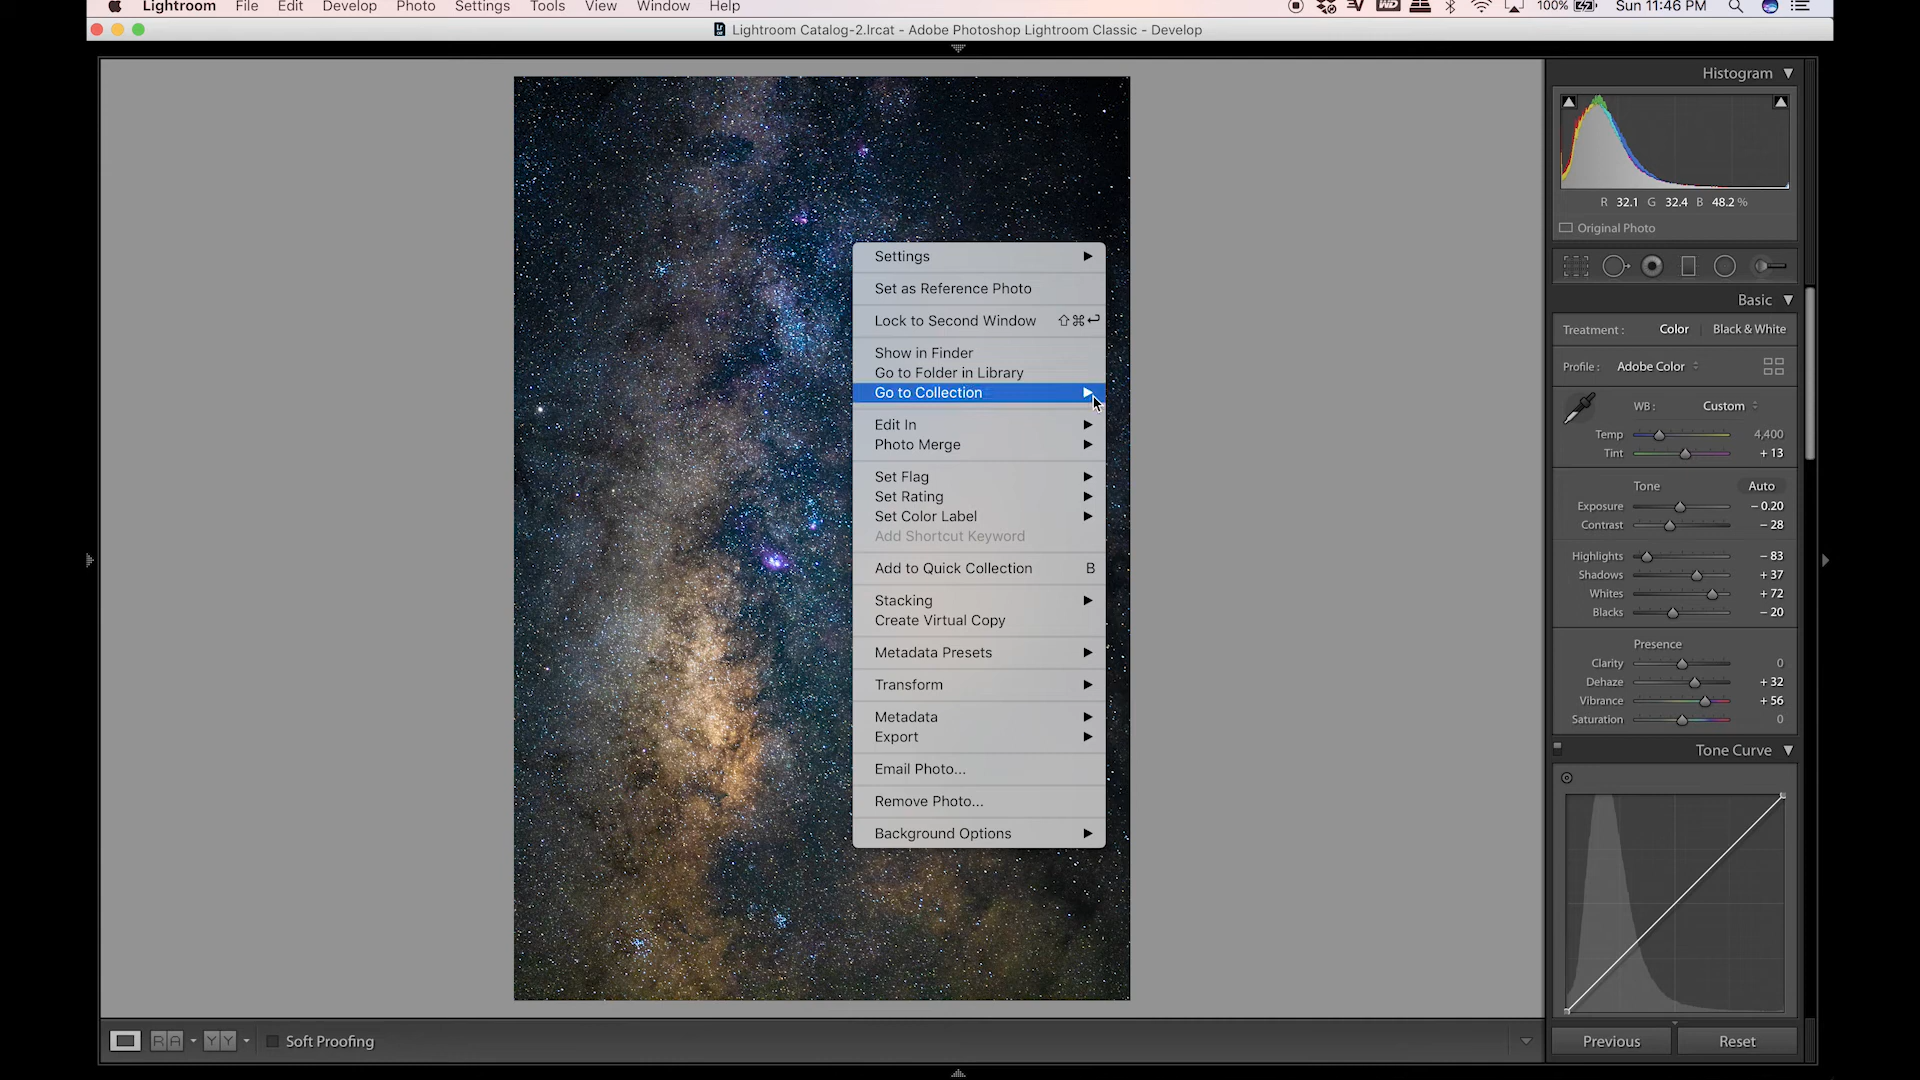 Lightroom File Edit Develop Photo Settings Tools View Window Help 100% Sun 11:46 PM
Lightroom Catalog-2.lrcat - Adobe Photoshop Lightroom Classic - Develop
Histogram
R 32.1 G 32.4 B 48.2 %
Original Photo
Settings
Set as Reference Photo
Lock to Second Window ⇧⌘↩
Show in Finder
Go to Folder in Library
Go to Collection
Edit In
Photo Merge
Set Flag
Set Rating
Set Color Label
Add Shortcut Keyword
Add to Quick Collection B
Stacking
Create Virtual Copy
Metadata Presets
Transform
Metadata
Export
Email Photo...
Remove Photo...
Background Options
Basic
Treatment : Color Black & White
Profile : Adobe Color
WB : Custom
Temp 4,400
Tint + 13
Tone Auto
Exposure – 0.20
Contrast – 28
Highlights – 83
Shadows + 37
Whites + 72
Blacks – 20
Presence
Clarity 0
Dehaze + 32
Vibrance + 56
Saturation 0
Tone Curve
R A Y Y Soft Proofing
Previous Reset